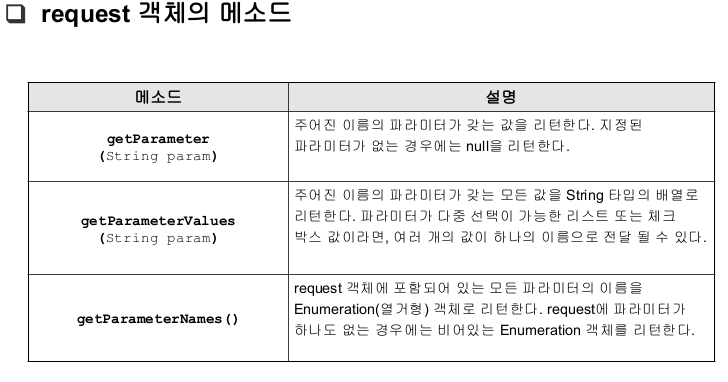 ❑ request 객체의 메소드
메소드
설명
getParameter
(String param)
주어진 이름의 파라미터가 갖는 값을 리턴한다. 지정된
파라미터가 없는 경우에는 null을 리턴한다.
getParameterValues
(String param)
주어진 이름의 파라미터가 갖는 모든 값을 String 타입의 배열로
리턴한다. 파라미터가 다중 선택이 가능한 리스트 또는 체크
박스 값이라면, 여러 개의 값이 하나의 이름으로 전달 될 수 있다.
getParameterNames()
request 객체에 포함되어 있는 모든 파라미터의 이름을
Enumeration(열거형) 객체로 리턴한다. request에 파라미터가
하나도 없는 경우에는 비어있는 Enumeration 객체를 리턴한다.